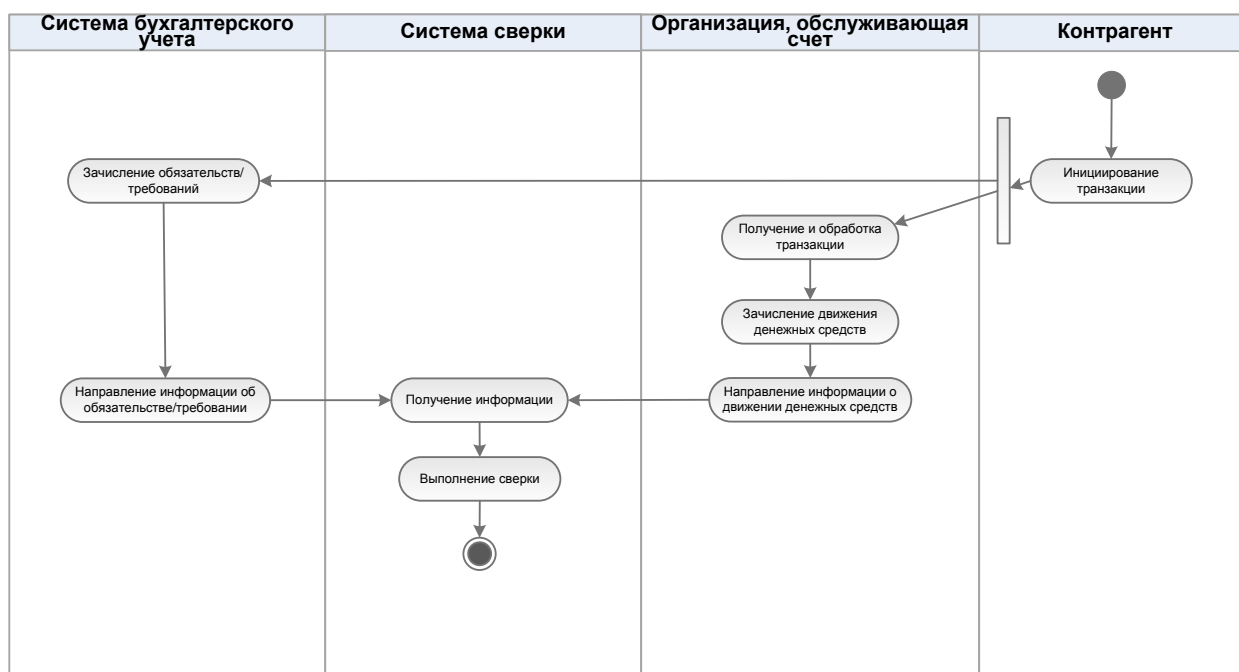 Система бухгалтерского
учета
Система сверки
Организация, обслуживающая
счет
Контрагент
Инициирование
транзакции
Зачисление обязательств/
требований
Получение и обработка
транзакции
Зачисление движения
денежных средств
Направление информации об
обязательстве/требовании
Получение информации
Направление информации о
движении денежных средств
Выполнение сверки